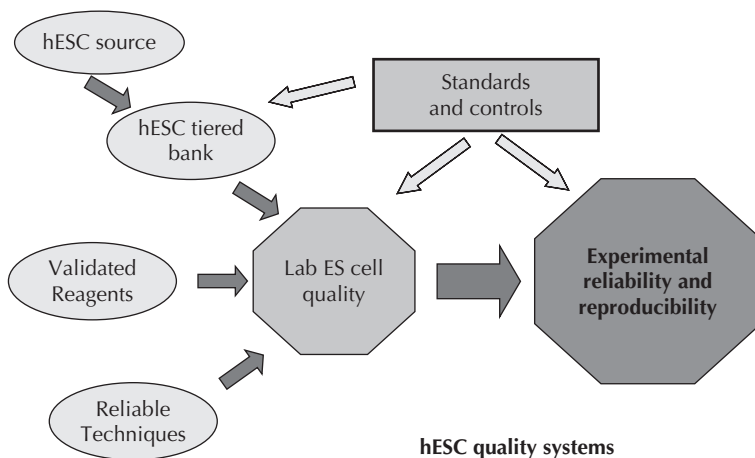 hESC source
Standards
and controls
hESC tiered
bank
Validated
Reagents
Lab ES cell
quality
Experimental
reliability and
reproducibility
Reliable
Techniques
hESC quality systems